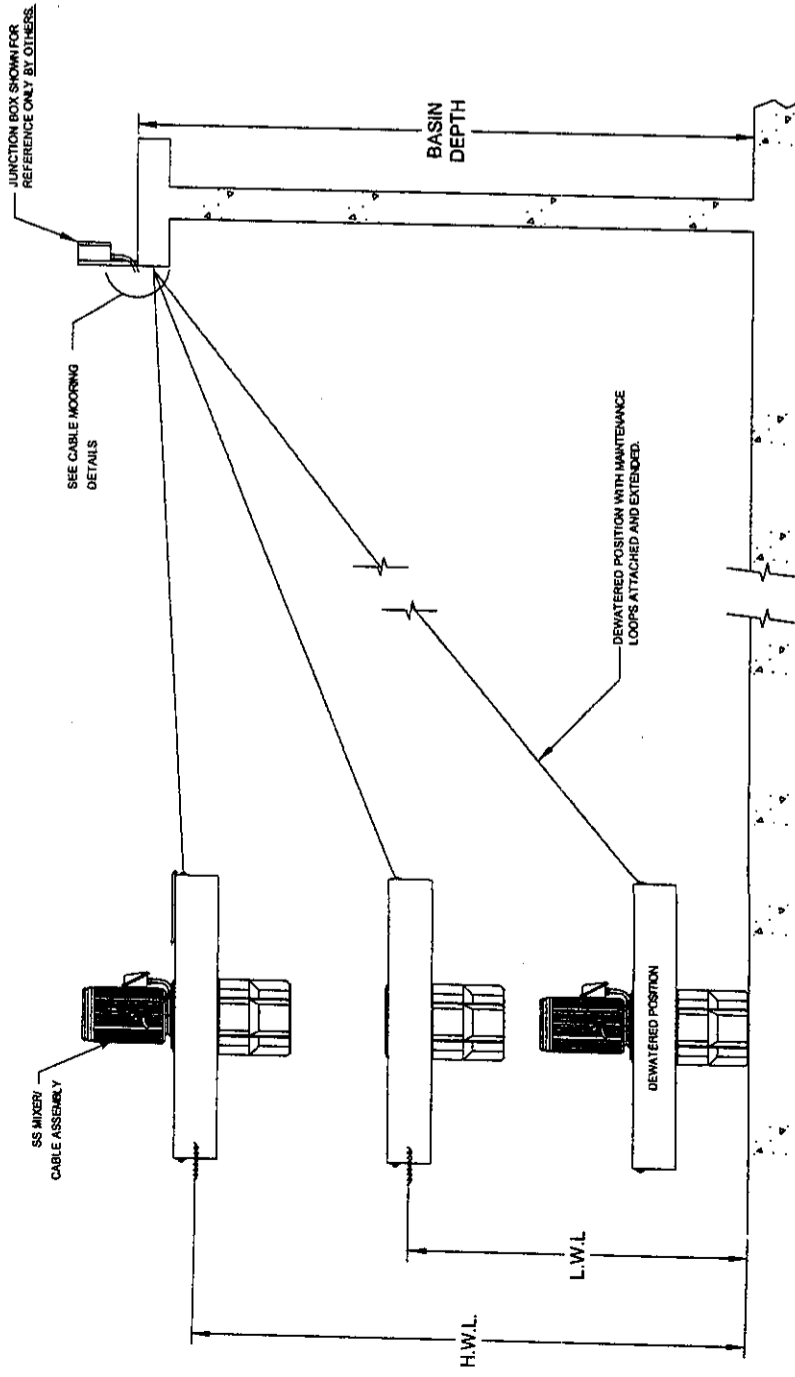 JUNCTION BOX SHOWN FOR
REFERENCE ONLY BY OTHERS.
SEE CABLE MOORING
DETAILS
SS MIXER/
CABLE ASSEMBLY
BASIN
DEPTH
DEWATERED POSITION WITH MAINTENANCE
LOOPS ATTACHED AND EXTENDED.
DEWATERED POSITION
H.W.L.
L.W.L